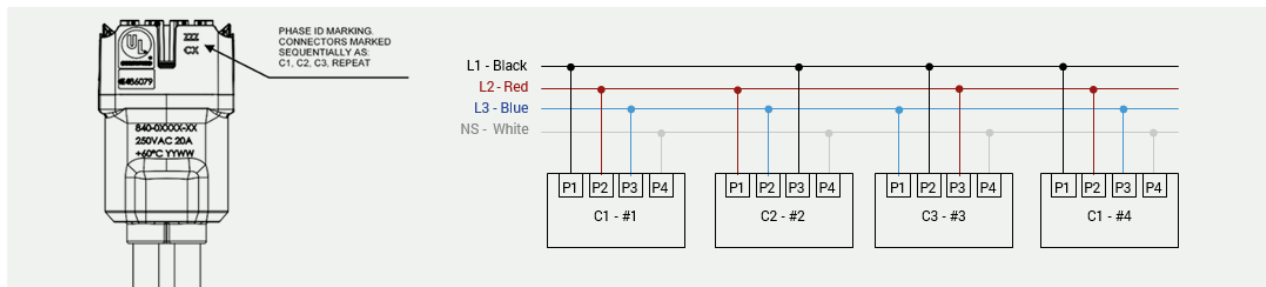 PHASE ID MARKING.
CONNECTORS MARKED
SEQUENTIALLY AS:
C1, C2, C3, REPEAT
UL
CX
840-0XXXX-XX
250VAC 20A
+60°C YYWW
L1 - Black
L2 - Red
L3 - Blue
NS - White
P1 P2 P3 P4
C1 - #1
P1 P2 P3 P4
C2 - #2
P1 P2 P3 P4
C3 - #3
P1 P2 P3 P4
C1 - #4